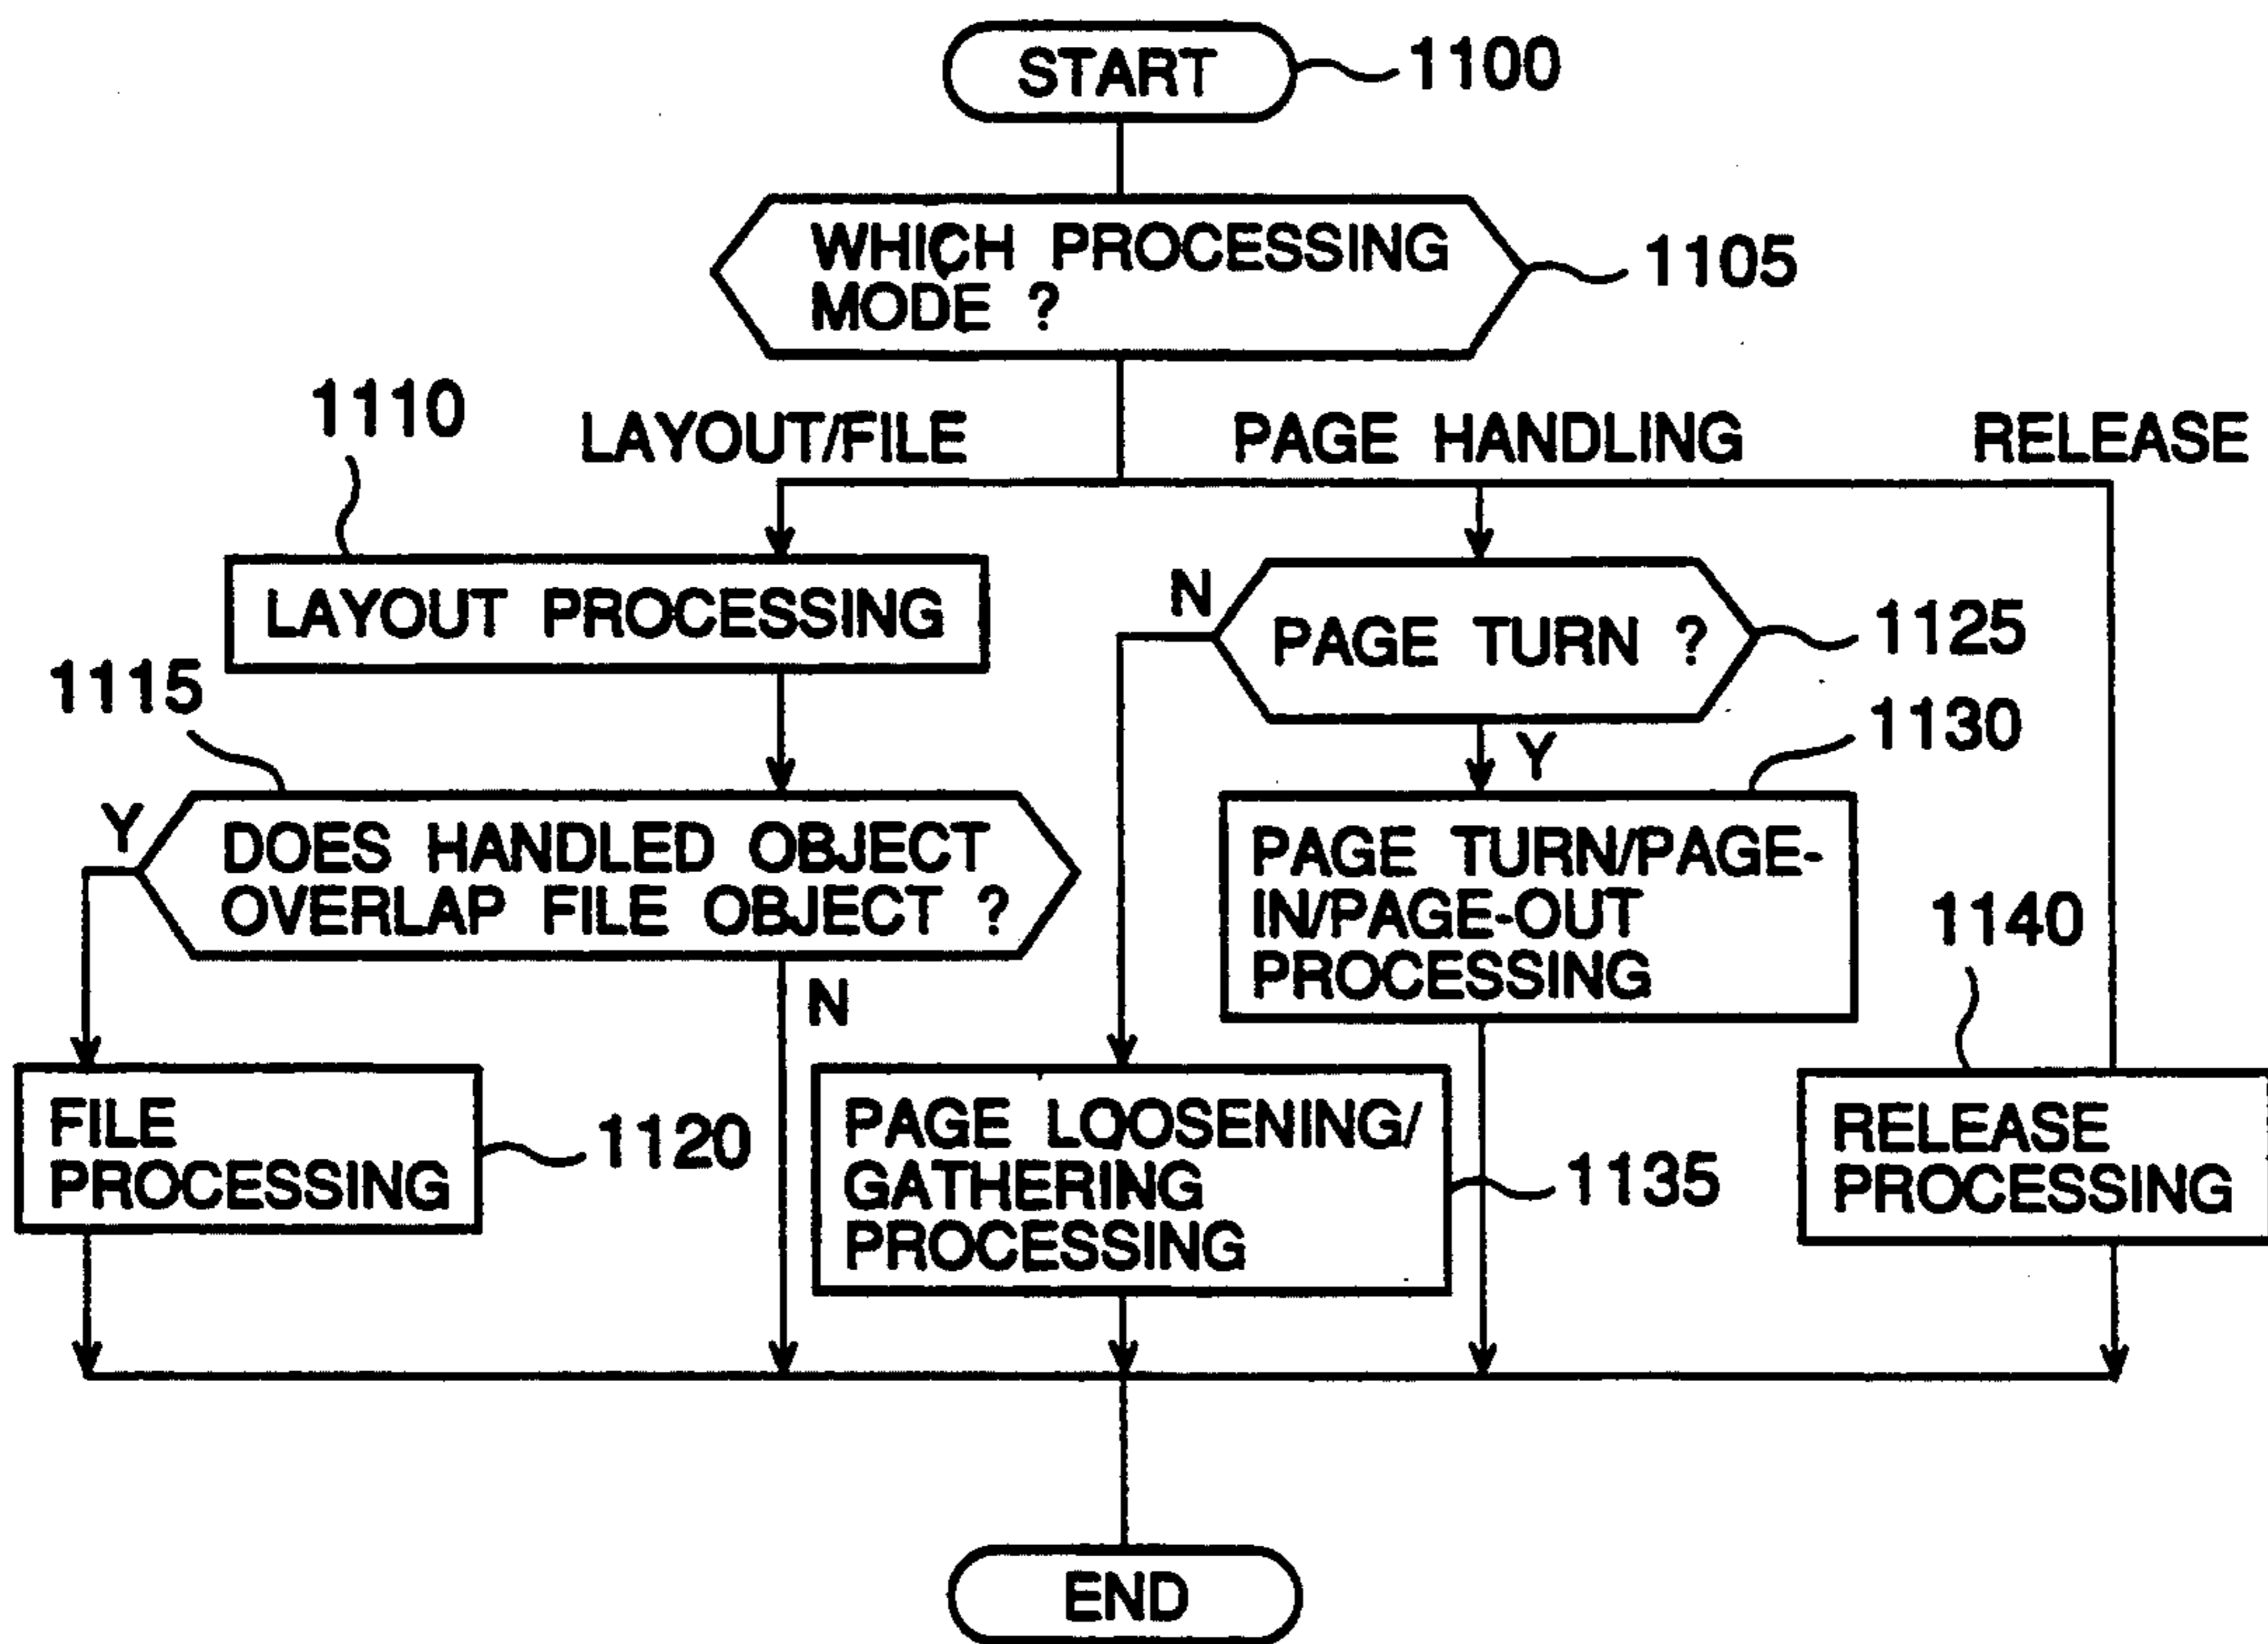 START
1100
WHICH PROCESSING
MODE ?
1105
1110
LAYOUT/FILE
PAGE HANDLING
RELEASE
LAYOUT PROCESSING
N
PAGE TURN ?
1125
1115
Y
1130
Y
DOES HANDLED OBJECT
OVERLAP FILE OBJECT ?
N
PAGE TURN/PAGE-
IN/PAGE-OUT
PROCESSING
1140
FILE
PROCESSING
1120
PAGE LOOSENING/
GATHERING
PROCESSING
1135
RELEASE
PROCESSING
END